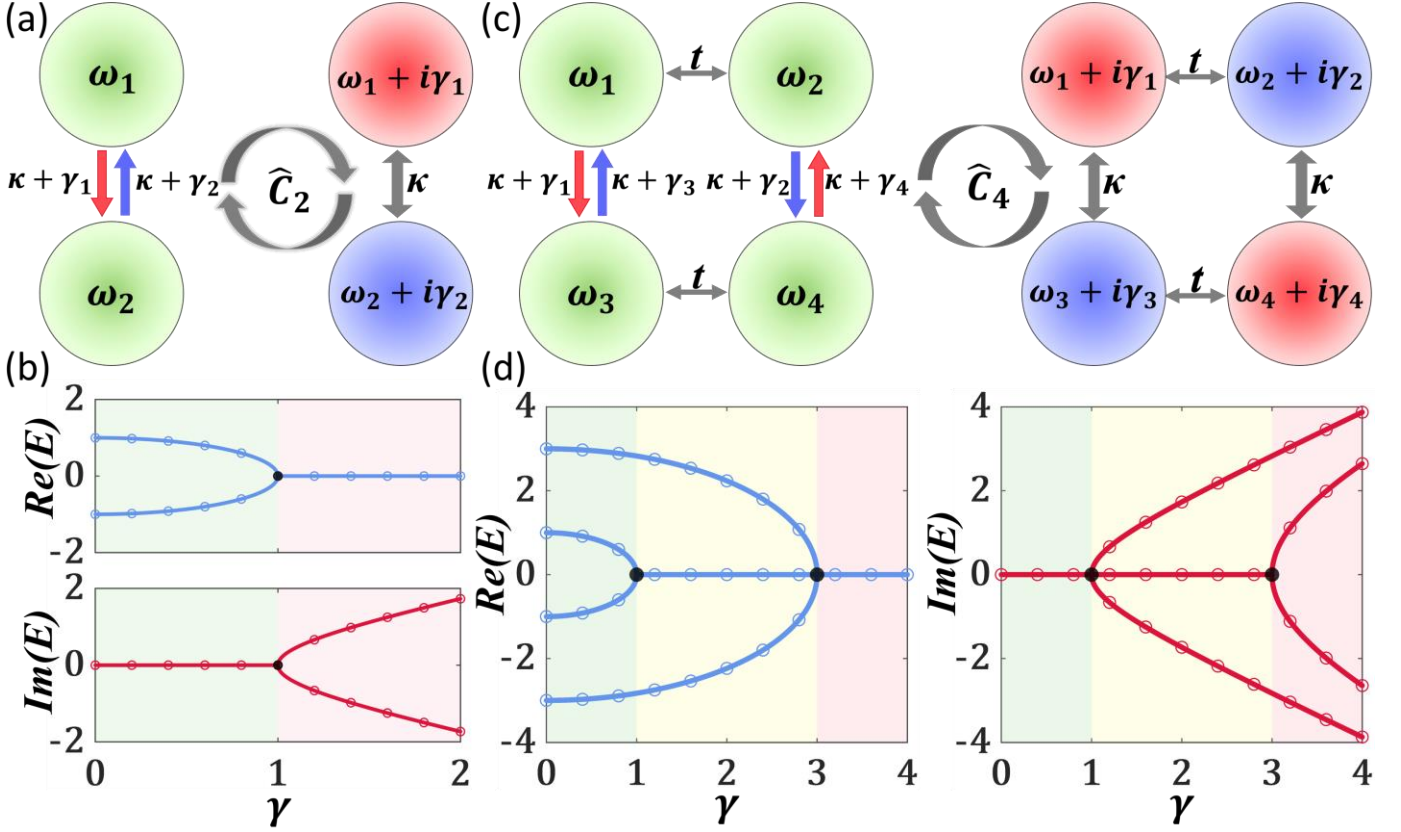 (a)
ω₁
κ + γ₁
κ + γ₂
ω₂
Ĉ₂
ω₁ + iγ₁
κ
ω₂ + iγ₂
(c)
ω₁
t
ω₂
κ + γ₁
κ + γ₃
κ + γ₂
κ + γ₄
ω₃
t
ω₄
Ĉ₄
ω₁ + iγ₁
t
ω₂ + iγ₂
κ
κ
ω₃ + iγ₃
t
ω₄ + iγ₄
(b)
Re(E)
2
0
-2
Im(E)
2
0
-2
0 1 2
γ
(d)
Re(E)
4
2
0
-2
-4
0 1 2 3 4
γ
Im(E)
4
2
0
-2
-4
0 1 2 3 4
γ